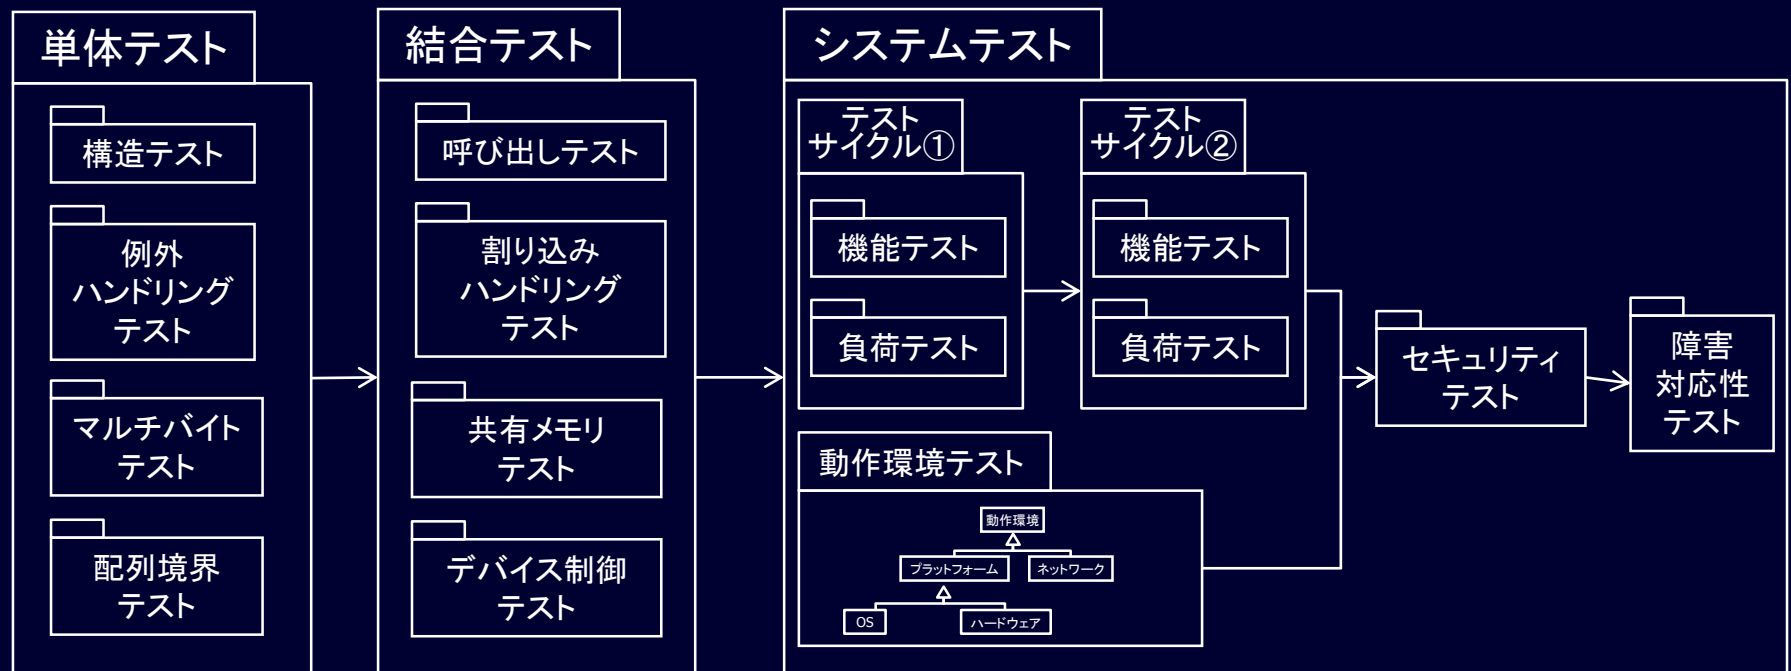 単体テスト
構造テスト
例外
ハンドリング
テスト
マルチバイト
テスト
配列境界
テスト
結合テスト
呼び出しテスト
割り込み
ハンドリング
テスト
共有メモリ
テスト
デバイス制御
テスト
システムテスト
テスト
サイクル①
機能テスト
負荷テスト
テスト
サイクル②
機能テスト
負荷テスト
動作環境テスト
動作環境
プラットフォーム
ネットワーク
OS
ハードウェア
セキュリティ
テスト
障害
対応性
テスト